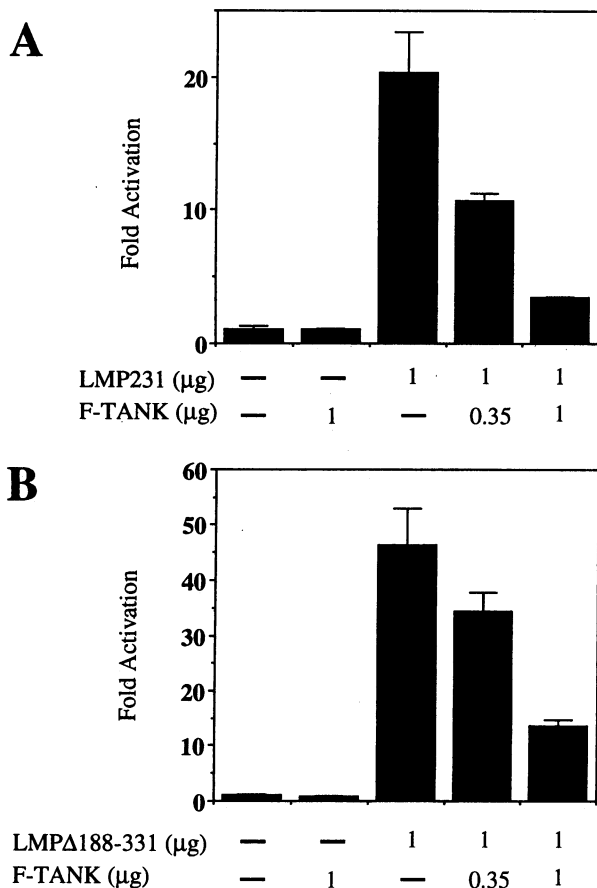 A
Fold Activation
20
10
0
LMP231 (μg) — — 1 1 1
F-TANK (μg) — 1 — 0.35 1
B
Fold Activation
60
50
40
30
20
10
0
LMPΔ188-331 (μg) — — 1 1 1
F-TANK (μg) — 1 — 0.35 1